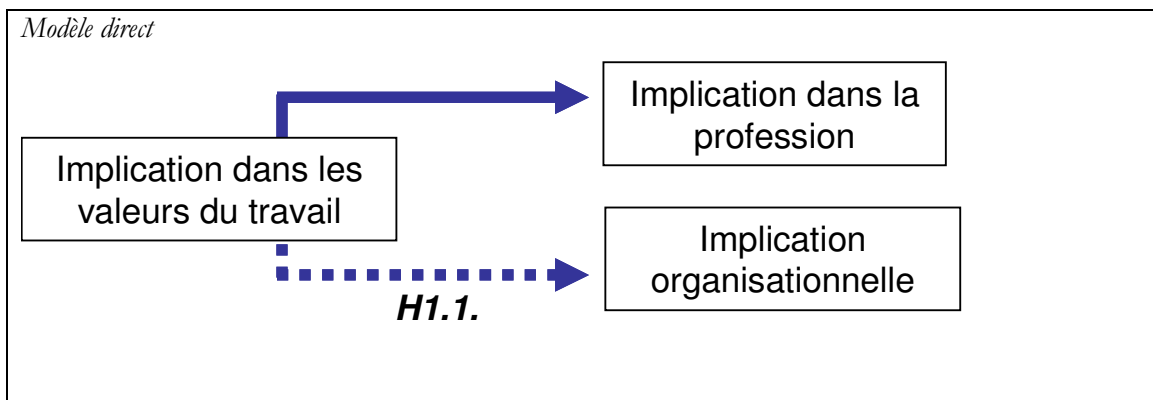 Modèle direct
Implication dans la
profession
Implication dans les
valeurs du travail
Implication
organisationnelle
H1.1.